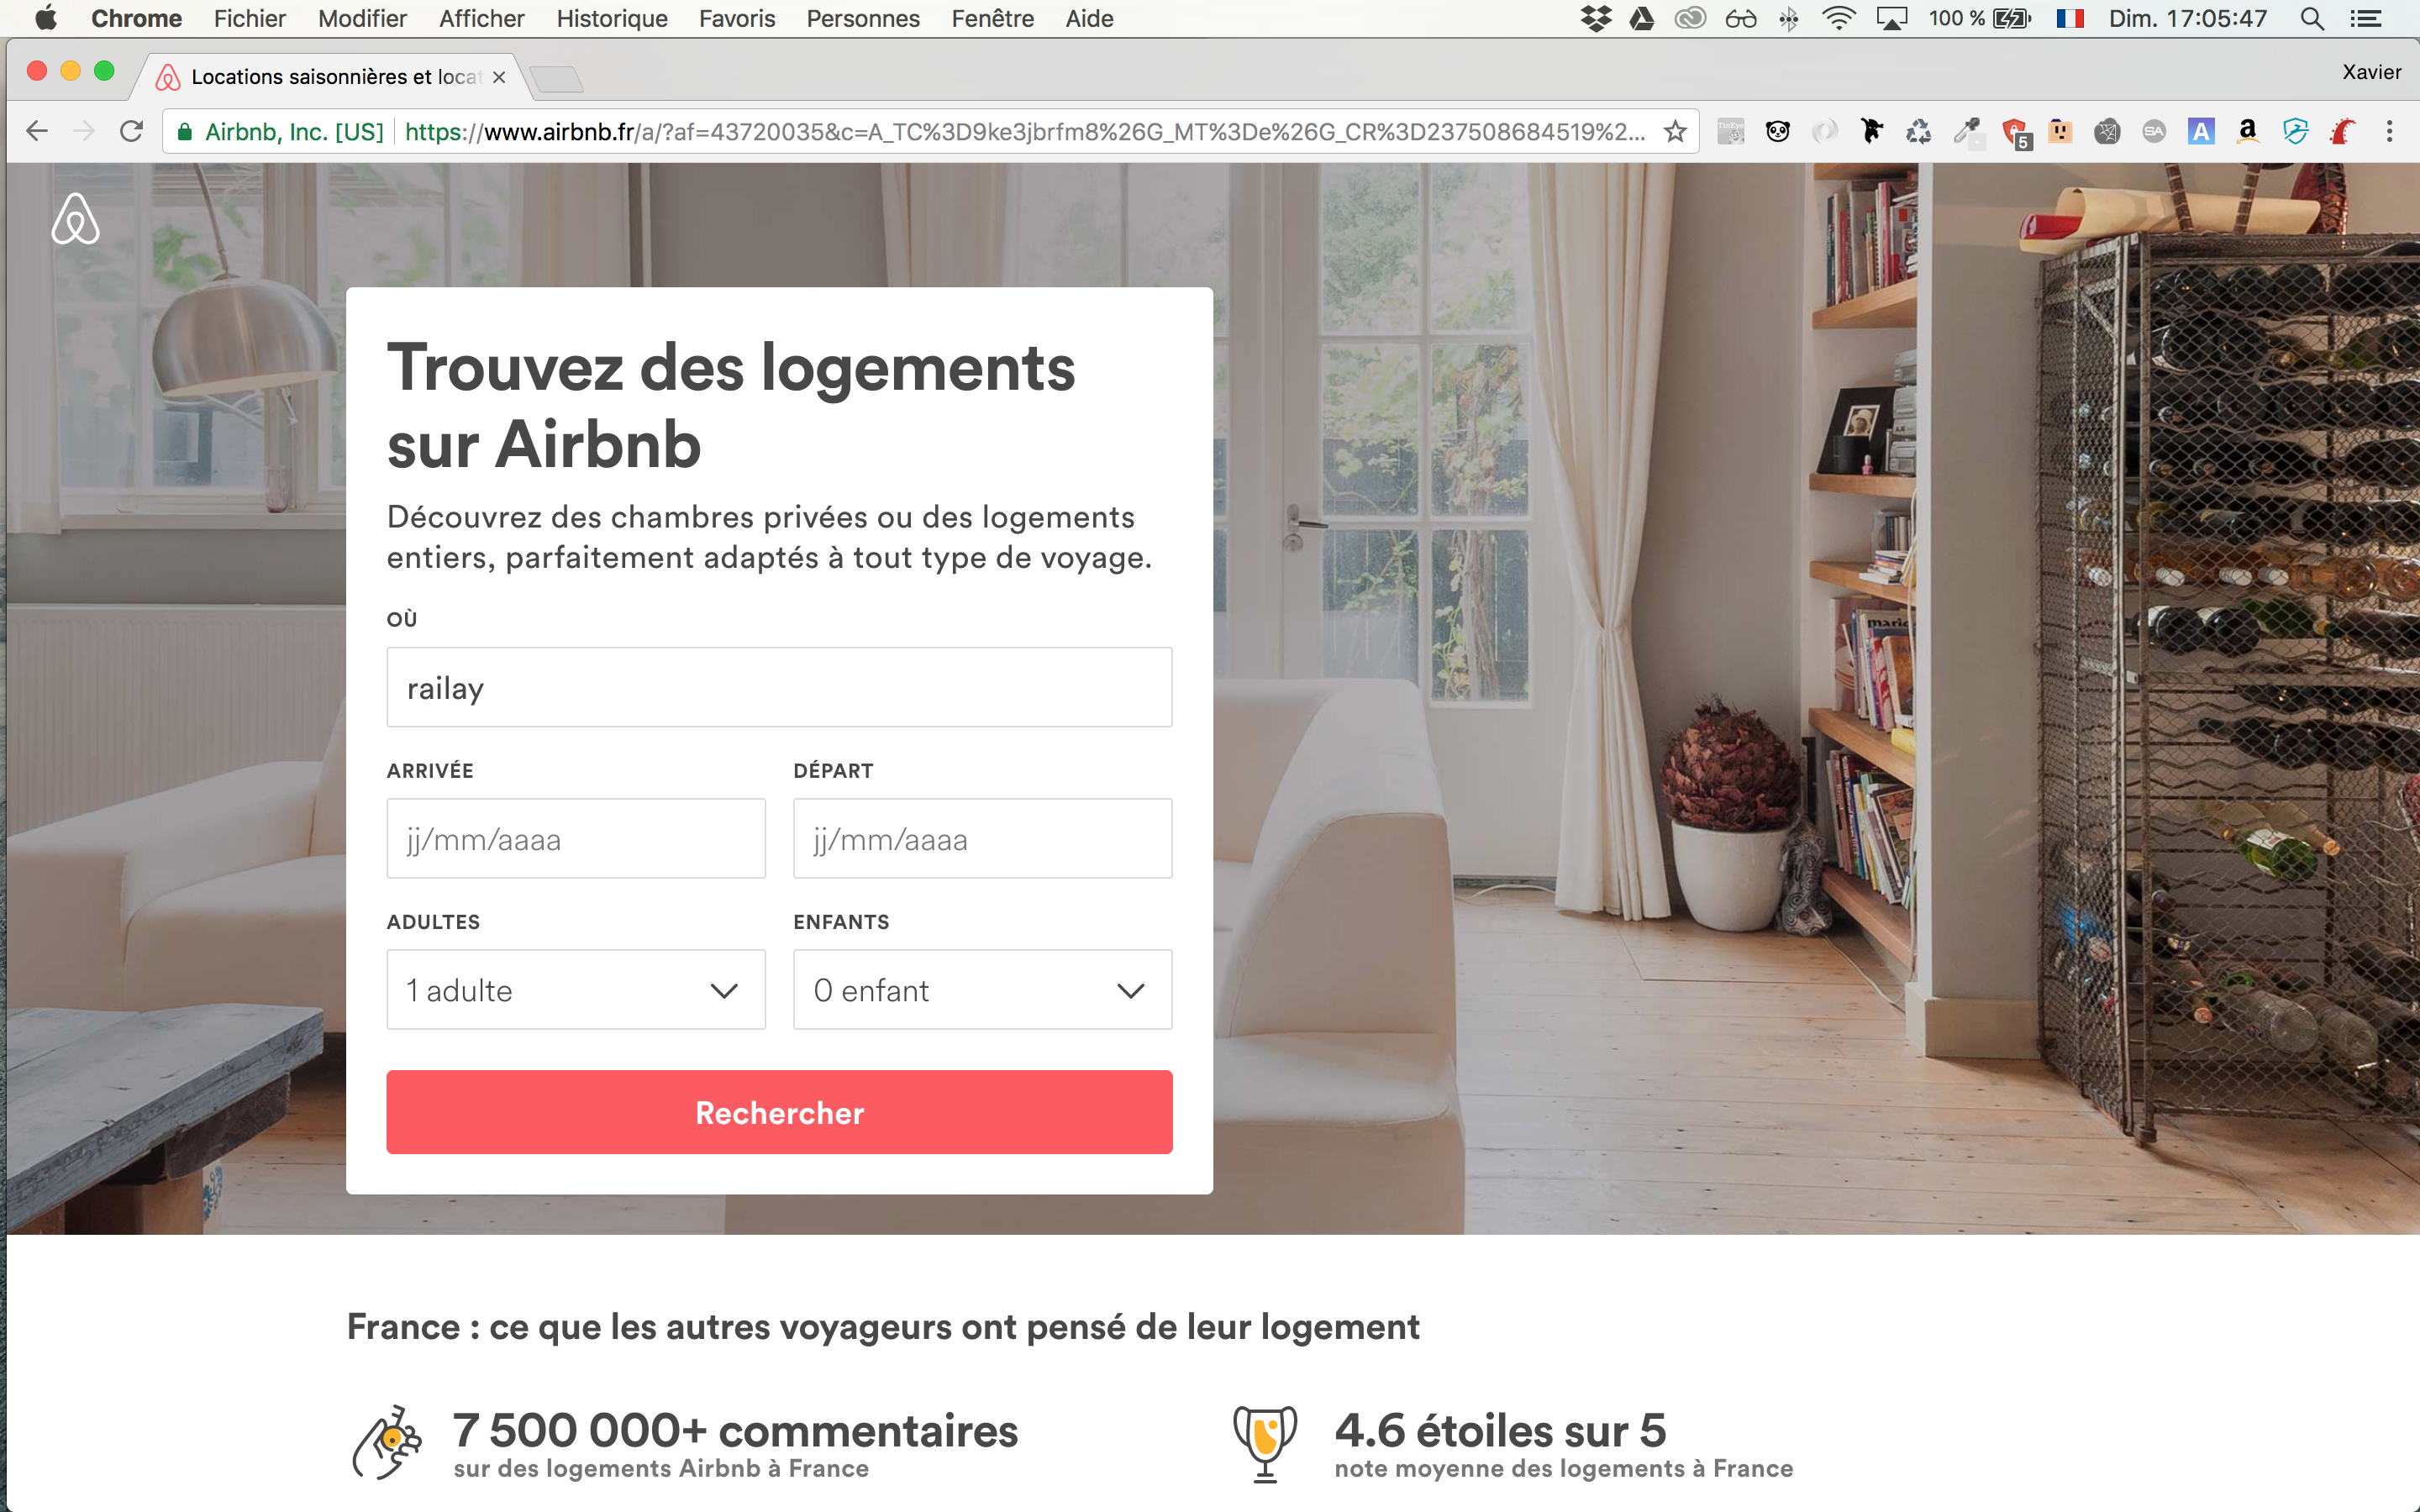 Chrome Fichier Modifier Afficher Historique Favoris Personnes Fenêtre Aide 100 % Dim. 17:05:47
Locations saisonnières et locat
Xavier
Airbnb, Inc. [US] https://www.airbnb.fr/a/?af=43720035&c=A_TC%3D9ke3jbrfm8%26G_MT%3De%26G_CR%3D237508684519%2...
TinEye 5 SA A a
Trouvez des logements
sur Airbnb
Découvrez des chambres privées ou des logements
entiers, parfaitement adaptés à tout type de voyage.
OÙ
railay
ARRIVÉE DÉPART
jj/mm/aaaa jj/mm/aaaa
ADULTES ENFANTS
1 adulte 0 enfant
Rechercher
France : ce que les autres voyageurs ont pensé de leur logement
7 500 000+ commentaires
sur des logements Airbnb à France
4.6 étoiles sur 5
note moyenne des logements à France